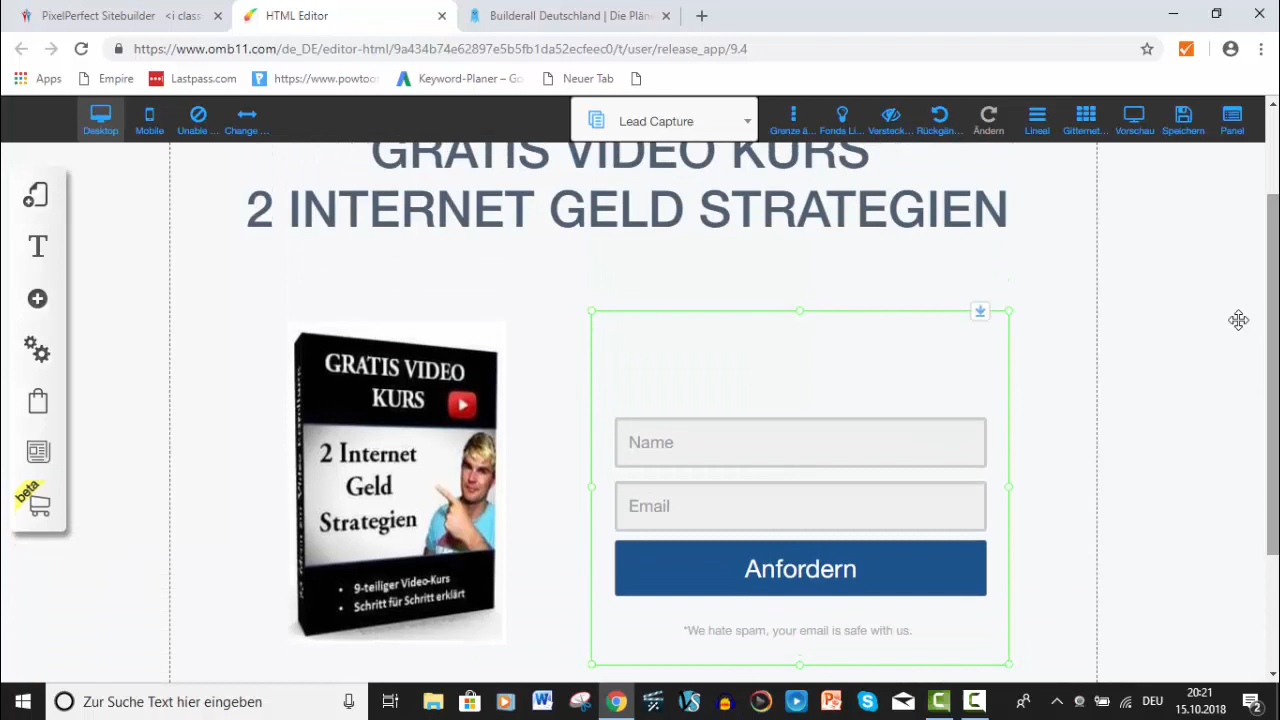 PixelPerfect Sitebuilder <i class
HTML Editor
Builderall Deutschland | Die Plän
https://www.omb11.com/de_DE/editor-html/9a434b74e62897e5b5fb1da52ecfeec0/t/user/release_app/9.4
Apps
Empire
Lastpass.com
https://www.powtoon
Keyword-Planer – Go
Neuer Tab
Desktop
Mobile
Unable ...
Change ...
Lead Capture
Grenze ä...
Fonds Li...
Versteck...
Rückgän...
Ändern
Lineal
Gitternet...
Vorschau
Speichern
Panel
GRATIS VIDEO KURS
2 INTERNET GELD STRATEGIEN
beta
GRATIS VIDEO
KURS
2 Internet
Geld
Strategien
• 9-teiliger Video-Kurs
• Schritt für Schritt erklärt
Name
Email
Anfordern
*We hate spam, your email is safe with us.
Zur Suche Text hier eingeben
DEU
20:21
15.10.2018
2